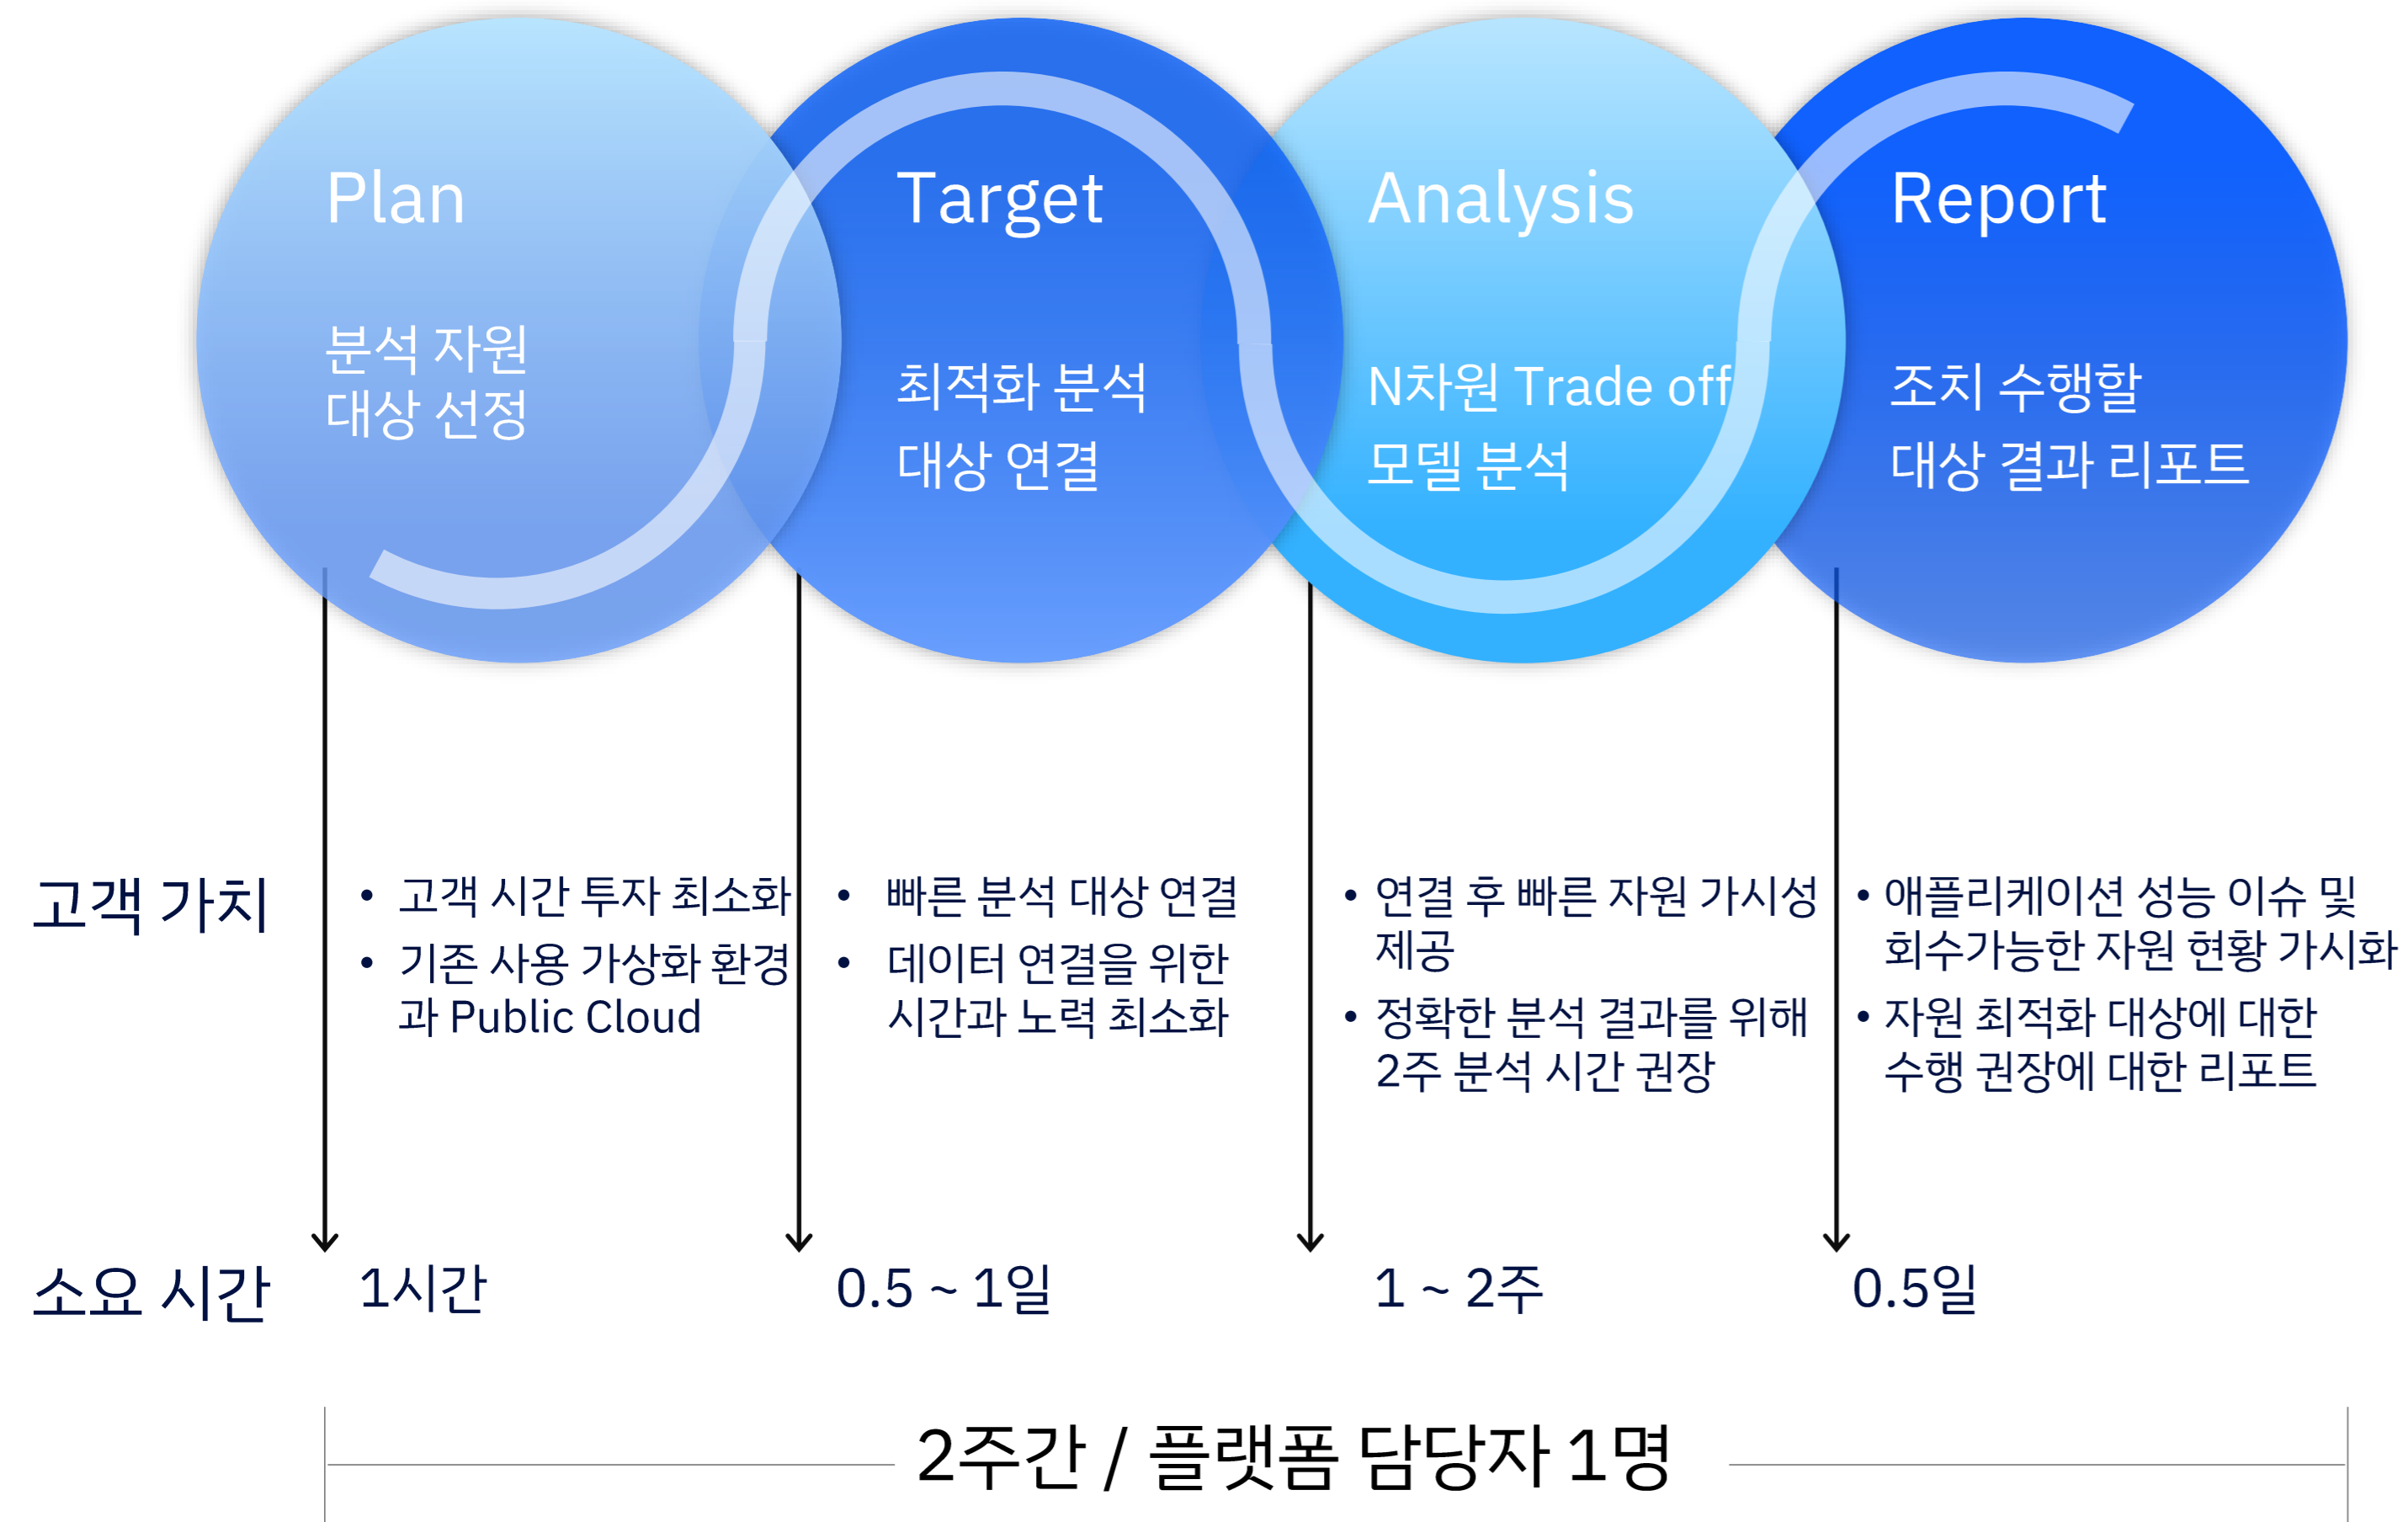 Plan
분석 자원
대상 선정
Target
최적화 분석
대상 연결
Analysis
N차원 Trade off
모델 분석
Report
조치 수행할
대상 결과 리포트
고객 가치
• 고객 시간 투자 최소화
• 기존 사용 가상화 환경
과 Public Cloud
• 빠른 분석 대상 연결
• 데이터 연결을 위한
시간과 노력 최소화
• 연결 후 빠른 자원 가시성
제공
• 정확한 분석 결과를 위해
2주 분석 시간 권장
• 애플리케이션 성능 이슈 및
회수가능한 자원 현황 가시화
• 자원 최적화 대상에 대한
수행 권장에 대한 리포트
소요 시간
1시간
0.5 ~ 1일
1 ~ 2주
0.5일
2주간 / 플랫폼 담당자 1명